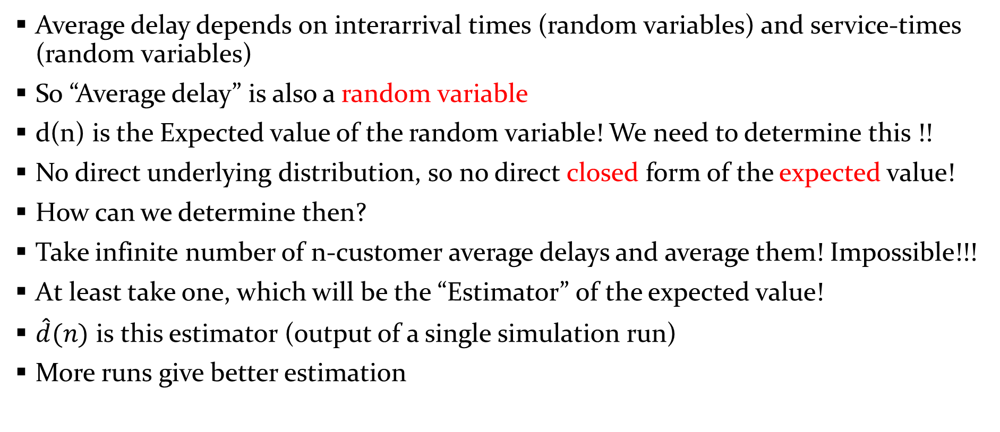 ▪ Average delay depends on interarrival times (random variables) and service-times
(random variables)
▪ So “Average delay” is also a random variable
▪ d(n) is the Expected value of the random variable! We need to determine this !!
▪ No direct underlying distribution, so no direct closed form of the expected value!
▪ How can we determine then?
▪ Take infinite number of n-customer average delays and average them! Impossible!!!
▪ At least take one, which will be the “Estimator” of the expected value!
▪ d̂(n) is this estimator (output of a single simulation run)
▪ More runs give better estimation